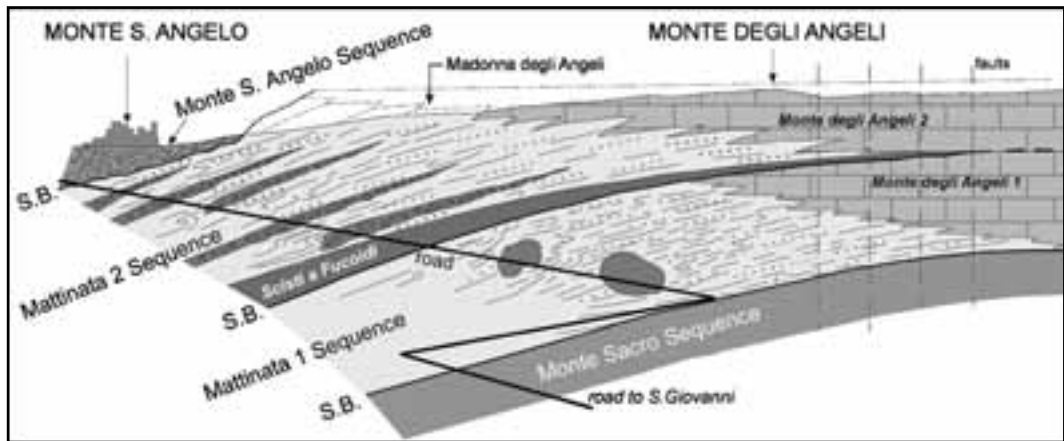 MONTE S. ANGELO
Monte S. Angelo Sequence
MONTE DEGLI ANGELI
Madonna degli Angeli
fauts
Monte degli Angeli 2
S.B.
Monte degli Angeli 1
Mattinata 2 Sequence
Scisti a Fucoidi
road
S.B.
Mattinata 1 Sequence
Monte Sacro Sequence
S.B.
road to S.Giovanni